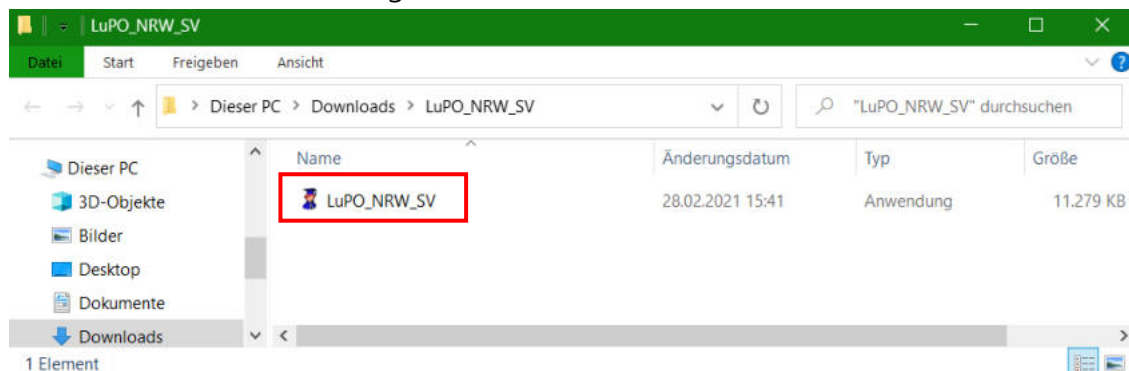 LuPO_NRW_SV
Datei Start Freigeben Ansicht
Dieser PC > Downloads > LuPO_NRW_SV "LuPO_NRW_SV" durchsuchen
Name Änderungsdatum Typ Größe
Dieser PC
LuPO_NRW_SV 28.02.2021 15:41 Anwendung 11.279 KB
3D-Objekte
Bilder
Desktop
Dokumente
Downloads
1 Element